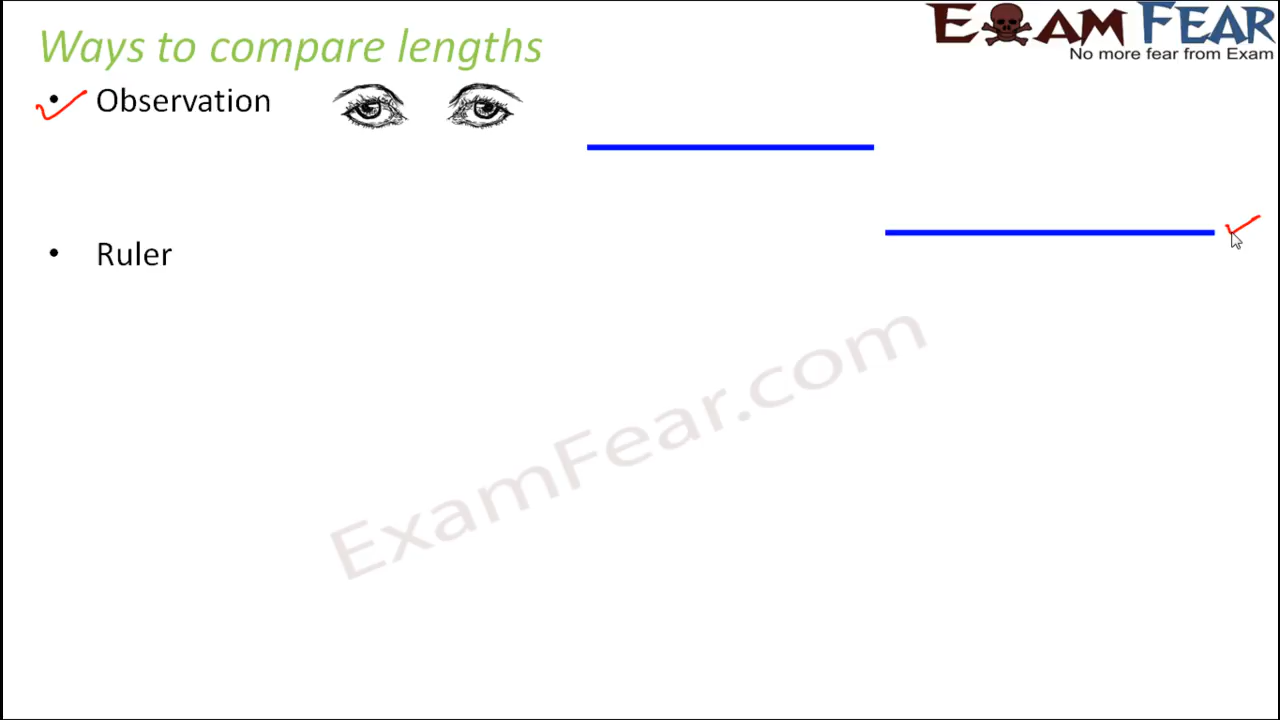 Ways to compare lengths
EXAM FEAR
No more fear from Exam
• Observation
• Ruler
ExamFear.com